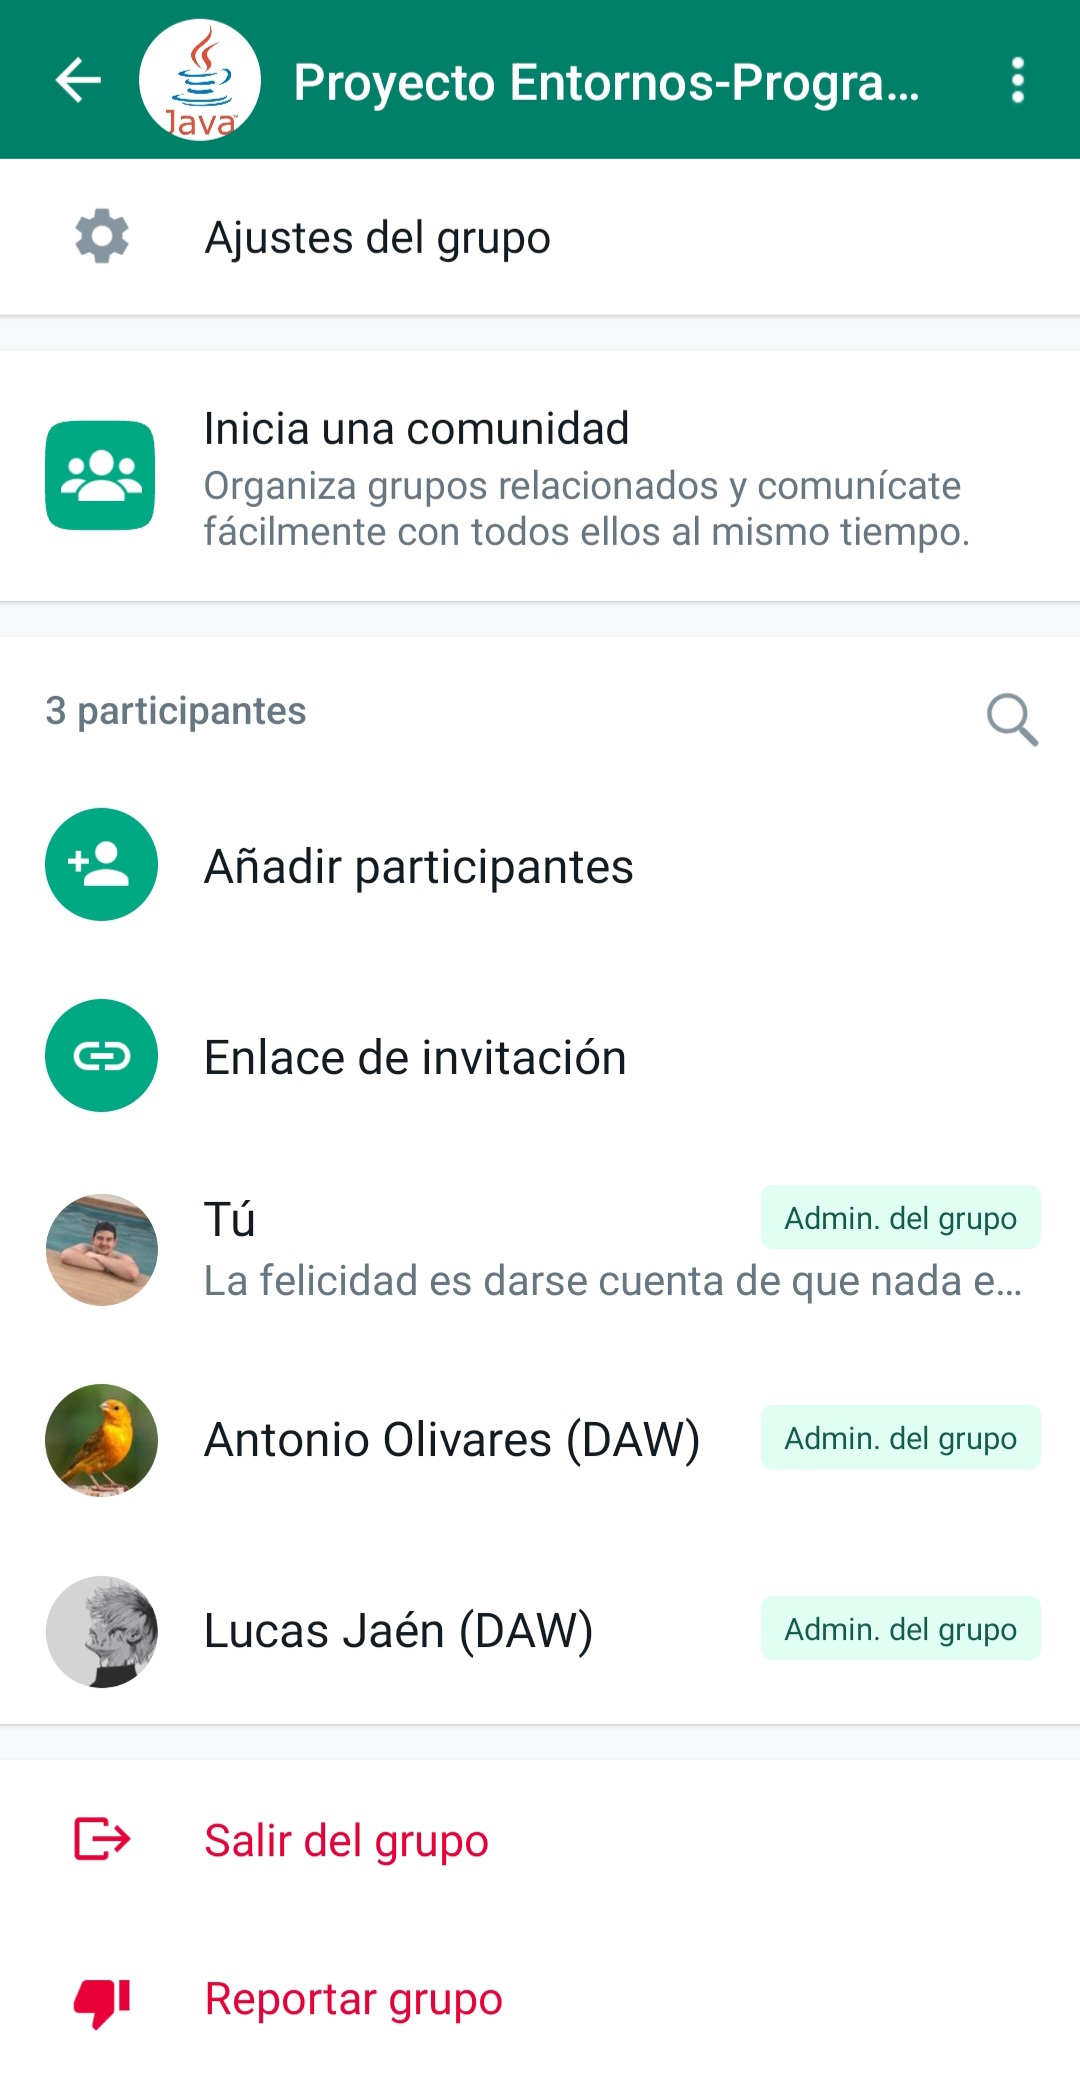 Java™
Proyecto Entornos-Progra...
Ajustes del grupo
Inicia una comunidad
Organiza grupos relacionados y comunícate
fácilmente con todos ellos al mismo tiempo.
3 participantes
Añadir participantes
Enlace de invitación
Tú
Admin. del grupo
La felicidad es darse cuenta de que nada e...
Antonio Olivares (DAW)
Admin. del grupo
Lucas Jaén (DAW)
Admin. del grupo
Salir del grupo
Reportar grupo